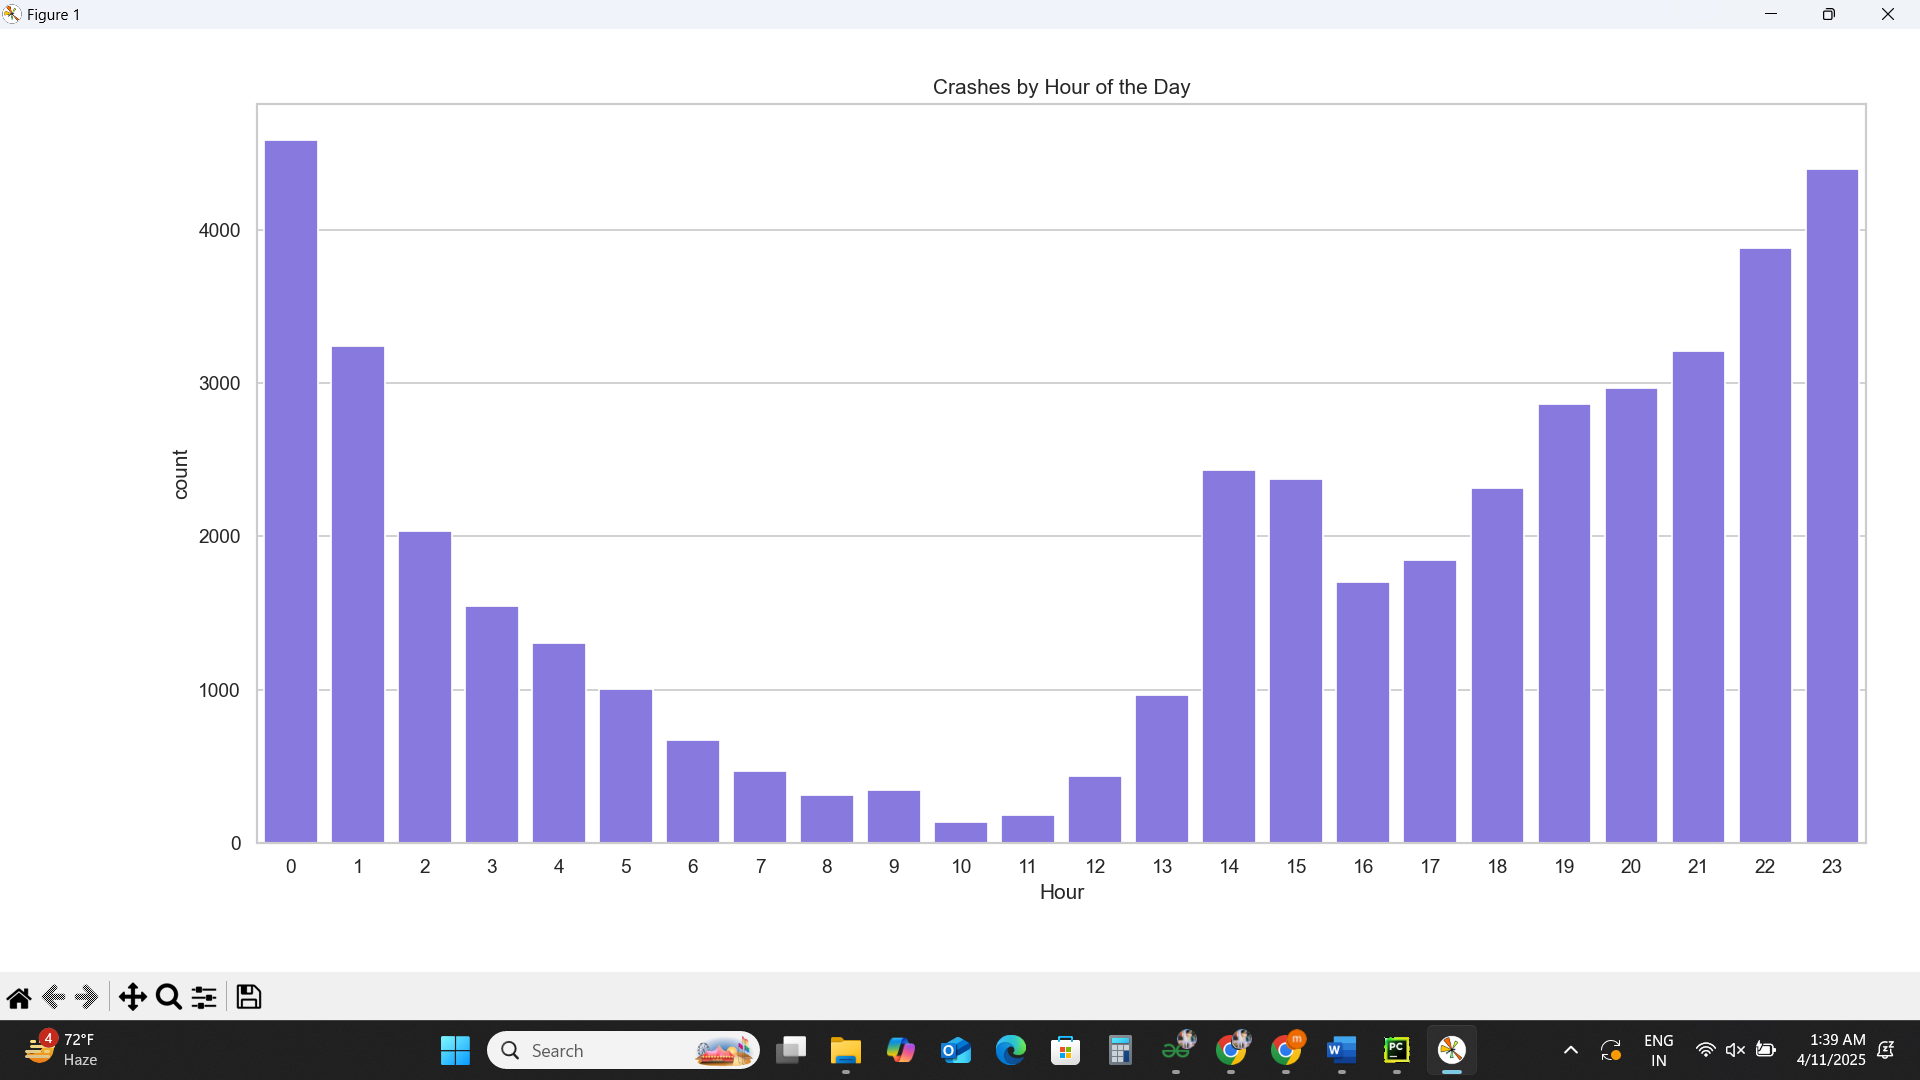 Figure 1
Crashes by Hour of the Day
4000
3000
count
2000
1000
0
0 1 2 3 4 5 6 7 8 9 10 11 12 13 14 15 16 17 18 19 20 21 22 23
Hour
4
72°F
Haze
Search
m
PC
ENG
IN
1:39 AM
4/11/2025